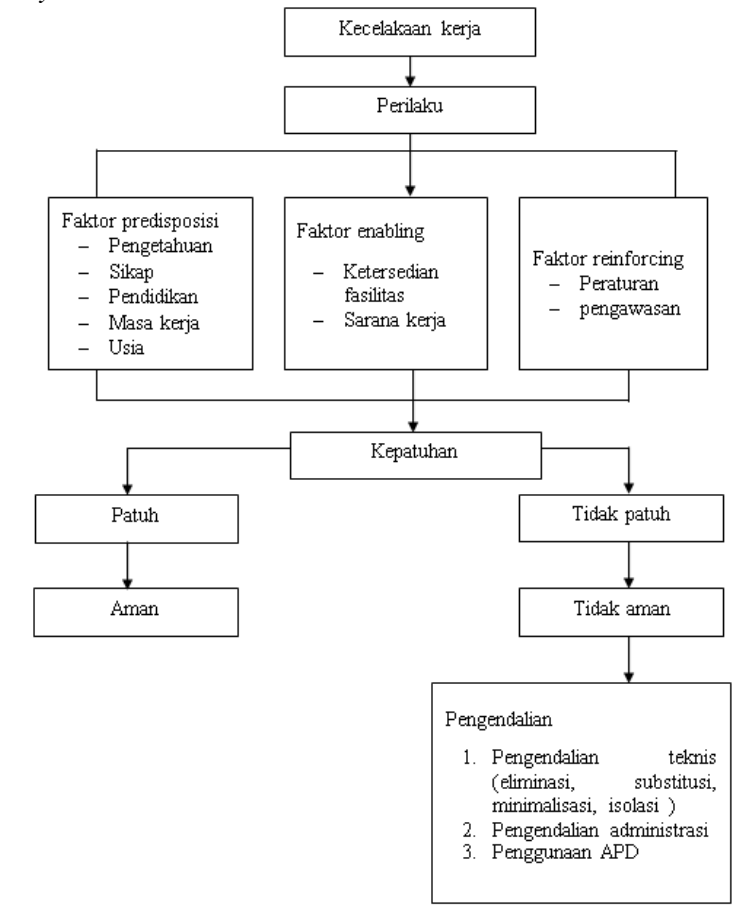 Kecelakaan kerja
Perilaku
Faktor predisposisi
– Pengetahuan
– Sikap
– Pendidikan
– Masa kerja
– Usia
Faktor enabling
– Ketersedian
fasilitas
– Sarana kerja
Faktor reinforcing
– Peraturan
– pengawasan
Kepatuhan
Patuh
Tidak patuh
Aman
Tidak aman
Pengendalian
1. Pengendalian teknis
(eliminasi, substitusi,
minimalisasi, isolasi )
2. Pengendalian administrasi
3. Penggunaan APD